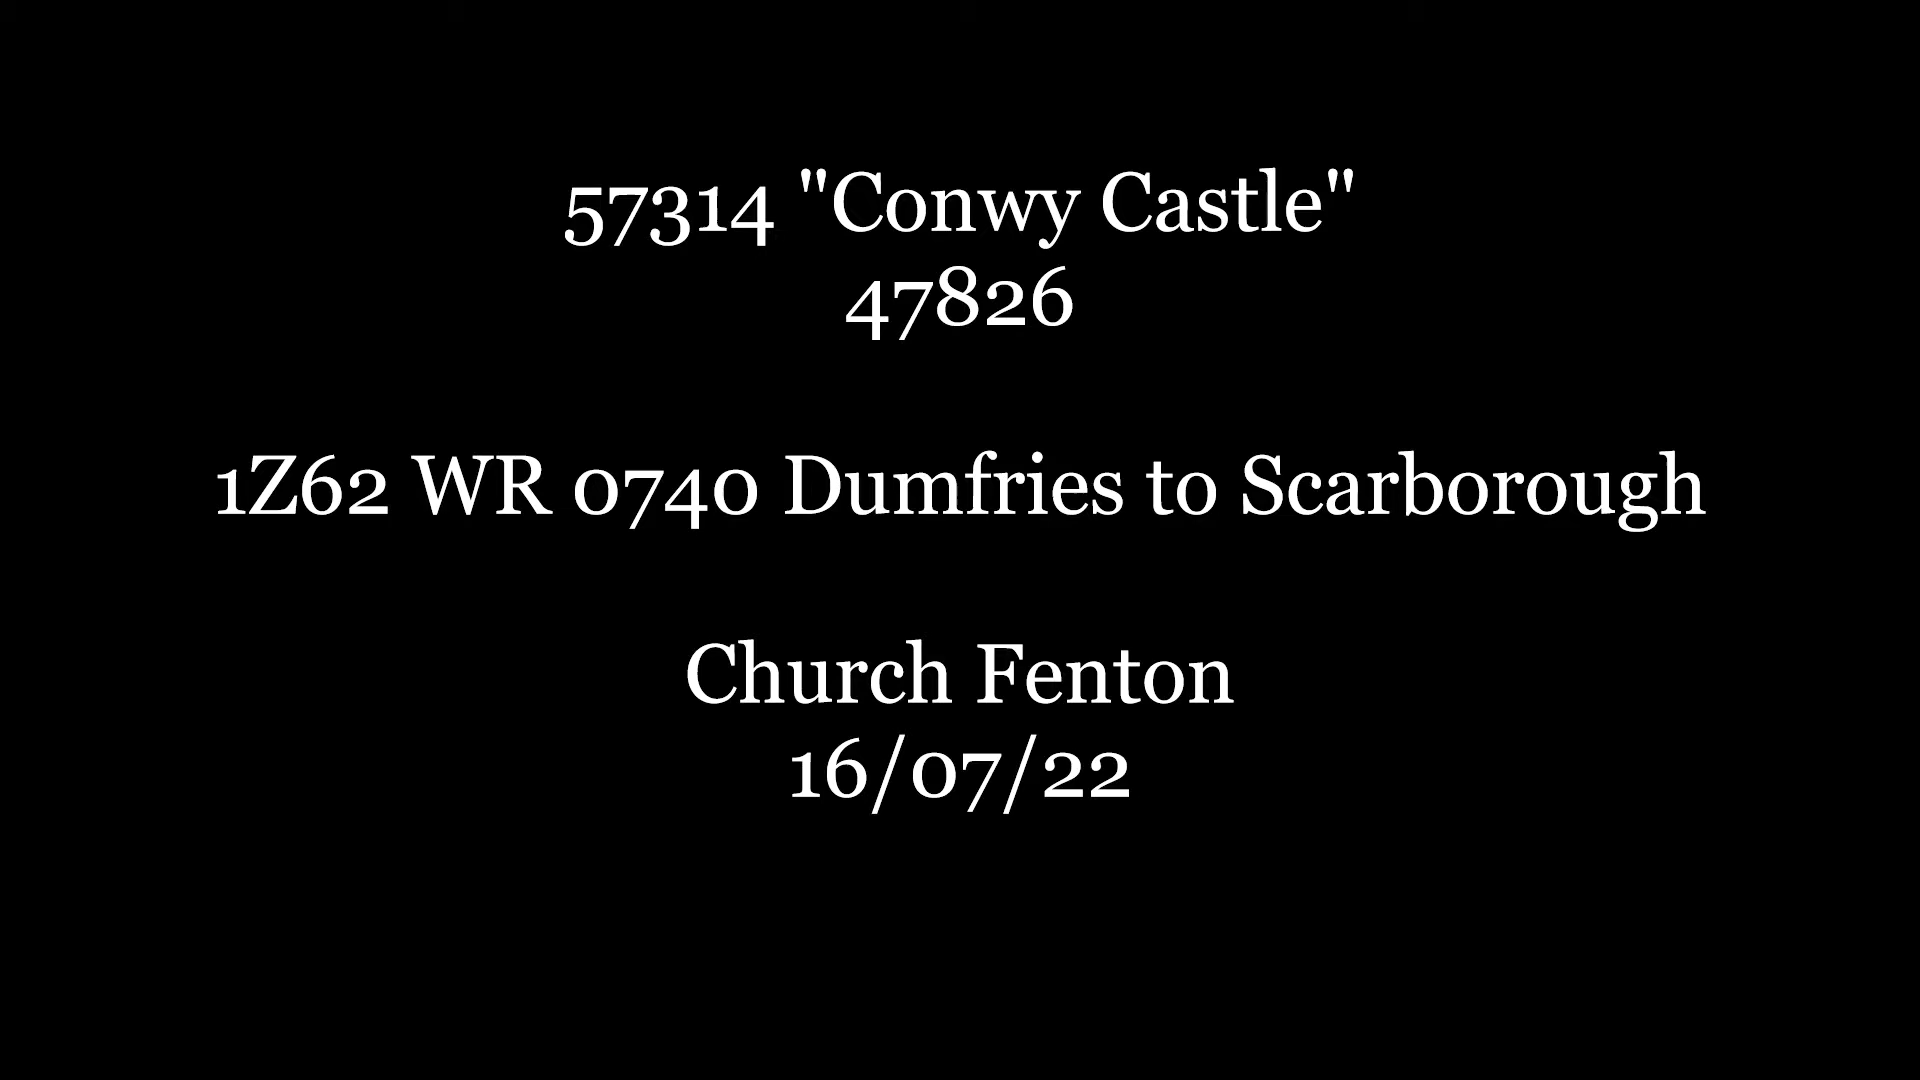 57314 "Conwy Castle"
47826
1Z62 WR 0740 Dumfries to Scarborough
Church Fenton
16/07/22